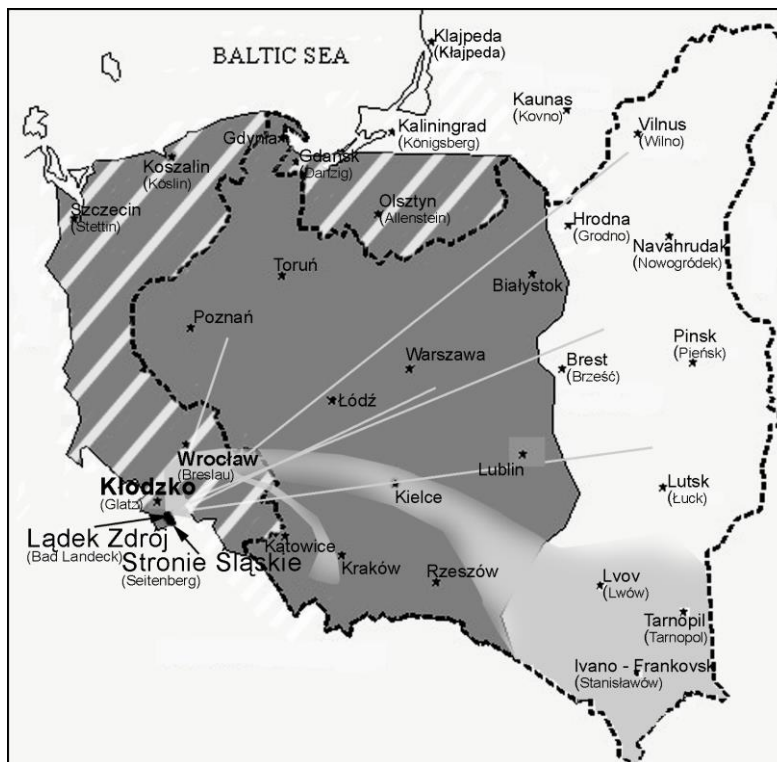 Klajpeda
(Kłajpeda)
BALTIC SEA
Kaunas
(Kovno)
Kaliningrad
(Königsberg)
Vilnus
(Wilno)
Gdynia
Gdańsk
(Danzig)
Koszalin
(Köslin)
Olsztyn
(Allenstein)
Szczecin
(Stettin)
Hrodna
(Grodno)
Navahrudak
(Nowogródek)
Toruń
Białystok
Poznań
Pinsk
(Pieńsk)
Warszawa
Brest
(Brześć)
Łódź
Wrocław
(Breslau)
Lublin
Kłodzko
(Glatz)
Kielce
Lutsk
(Łuck)
Lądek Zdrój
(Bad Landeck)
Stronie Śląskie
(Seitenberg)
Kątowice
Kraków
Rzeszów
Lvov
(Lwów)
Tarnopil
(Tarnopol)
Ivano - Frankovsk
(Stanisławów)